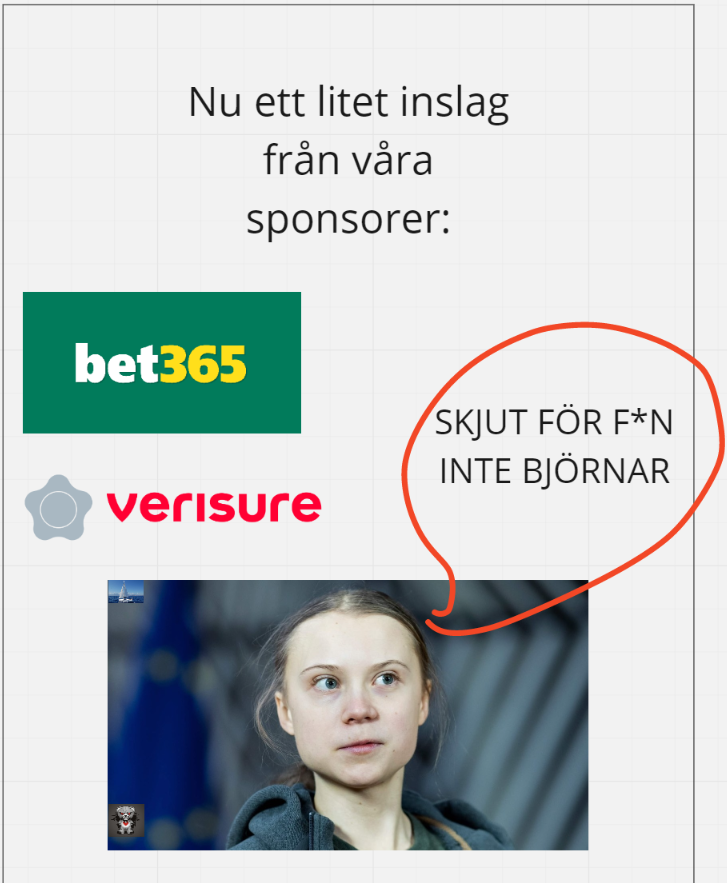 Nu ett litet inslag
från våra
sponsorer:
bet365
SKJUT FÖR F*N
INTE BJÖRNAR
verisure